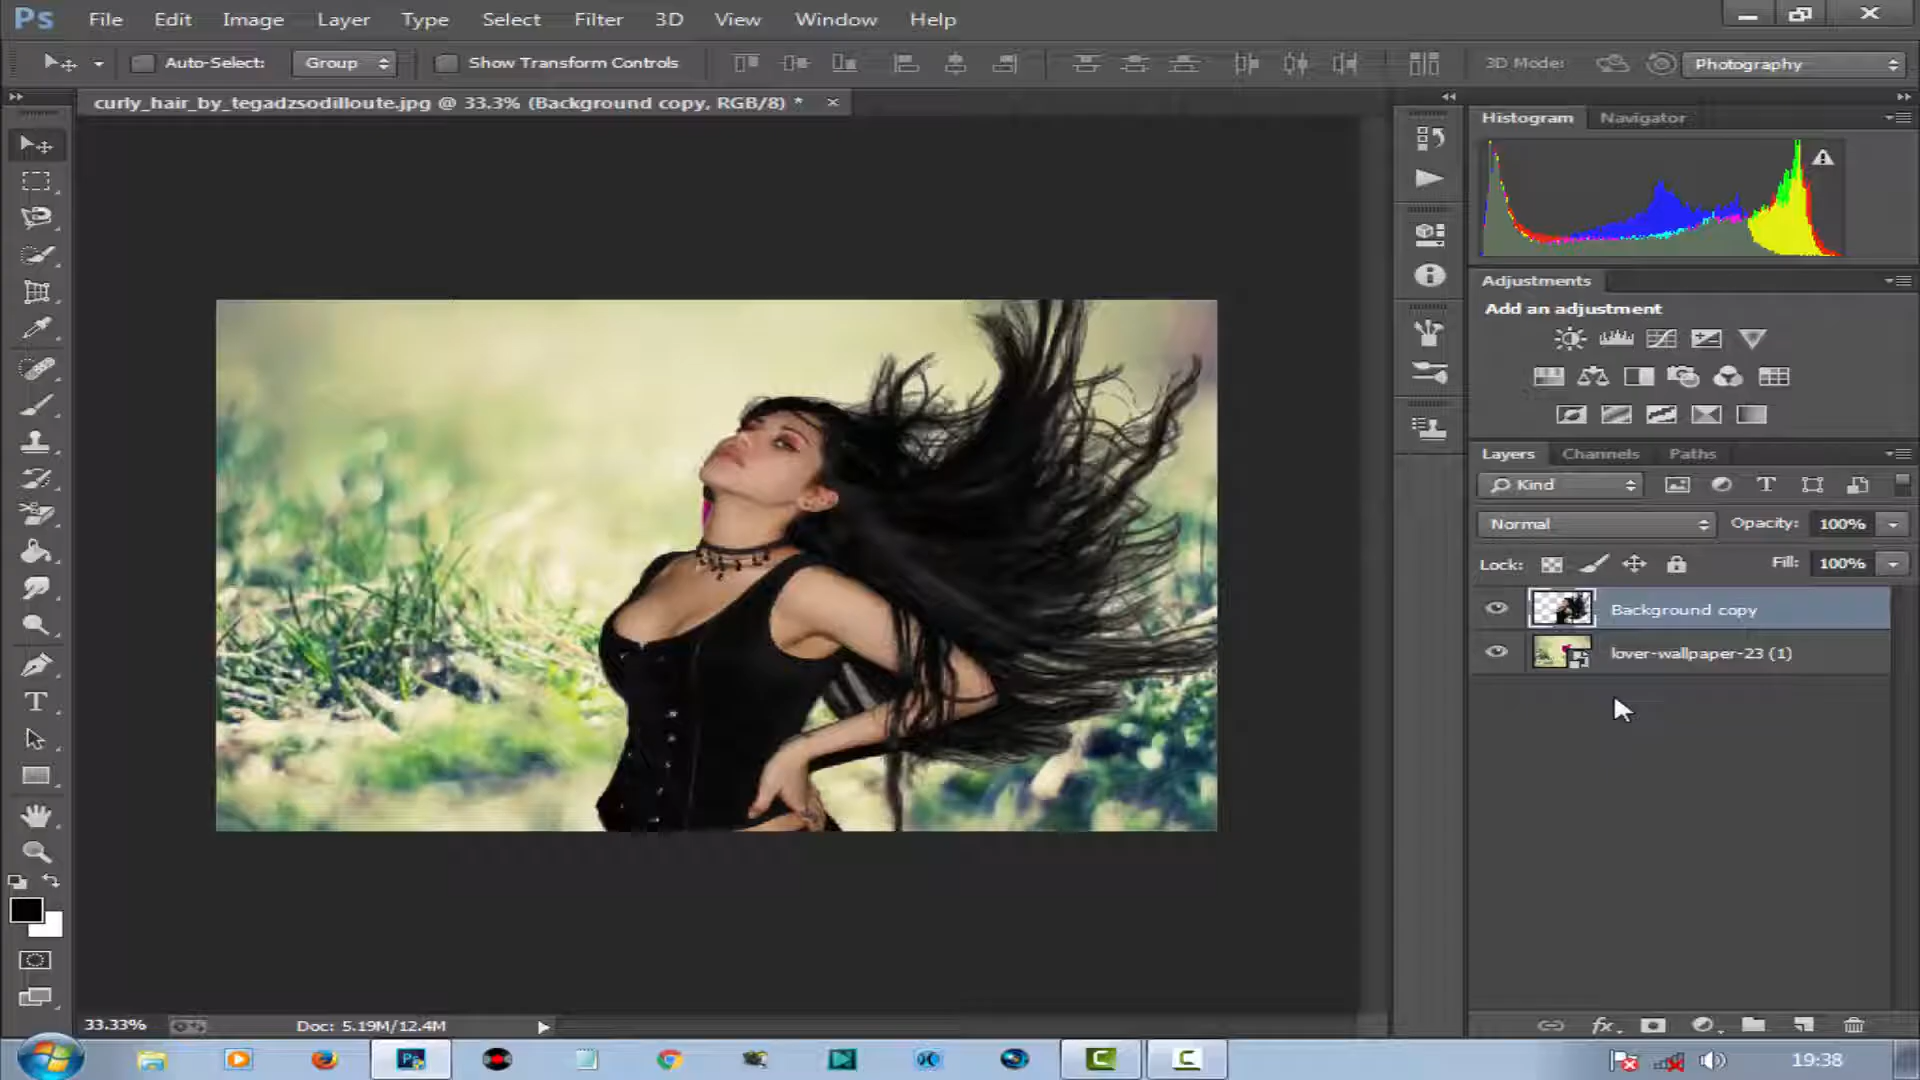 Ps File Edit Image Layer Type Select Filter 3D View Window Help
Auto-Select: Group Show Transform Controls 3D Mode: Photography
curly_hair_by_tegadzsodilloute.jpg @ 33.3% (Background copy, RGB/8) * ×
Histogram Navigator
Adjustments
Add an adjustment
Layers Channels Paths
Kind
Normal Opacity: 100%
Lock: Fill: 100%
Background copy
lover-wallpaper-23 (1)
33.33% Doc: 5.19M/12.4M
19:38